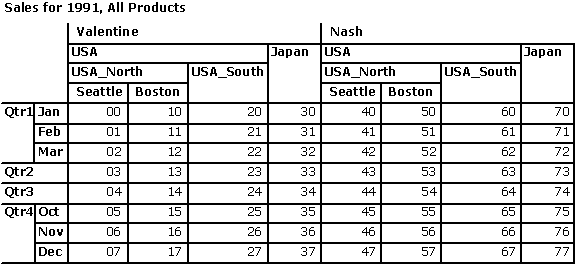 Sales for 1991, All Products
Valentine Nash
USA Japan USA Japan
USA_North USA_South USA_North USA_South
Seattle Boston Seattle Boston
Qtr1 Jan 00 10 20 30 40 50 60 70
Feb 01 11 21 31 41 51 61 71
Mar 02 12 22 32 42 52 62 72
Qtr2 03 13 23 33 43 53 63 73
Qtr3 04 14 24 34 44 54 64 74
Qtr4 Oct 05 15 25 35 45 55 65 75
Nov 06 16 26 36 46 56 66 76
Dec 07 17 27 37 47 57 67 77